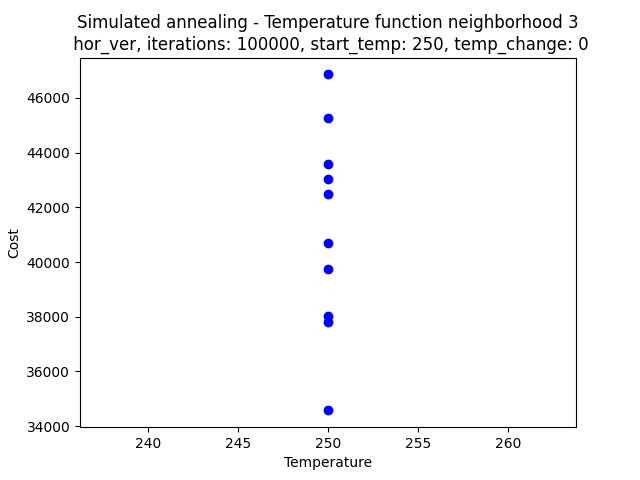 Simulated annealing - Temperature function neighborhood 3
hor_ver, iterations: 100000, start_temp: 250, temp_change: 0
46000
44000
42000
40000
38000
36000
34000
Cost
240 245 250 255 260
Temperature